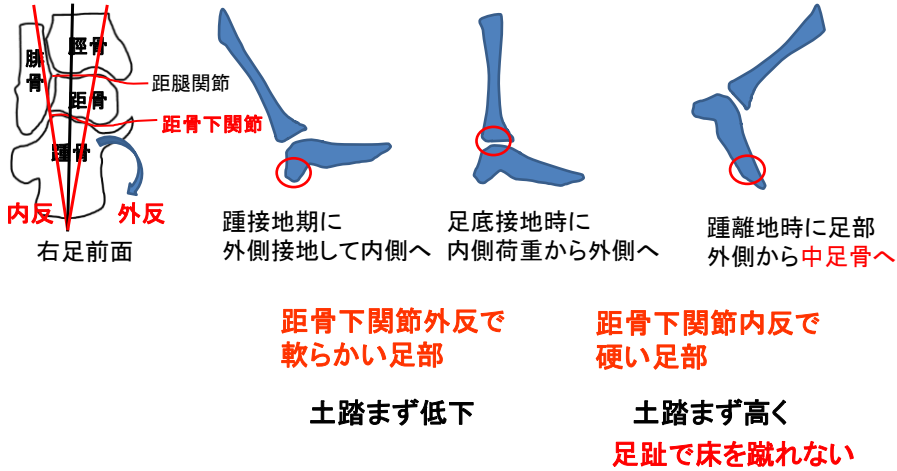 脛骨
腓骨
距腿関節
距骨
距骨下関節
踵骨
内反
外反
右足前面
踵接地期に
外側接地して内側へ
足底接地時に
内側荷重から外側へ
踵離地時に足部
外側から中足骨へ
距骨下関節外反で
軟らかい足部
土踏まず低下
距骨下関節内反で
硬い足部
土踏まず高く
足趾で床を蹴れない